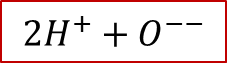 2H⁺ + O⁻⁻